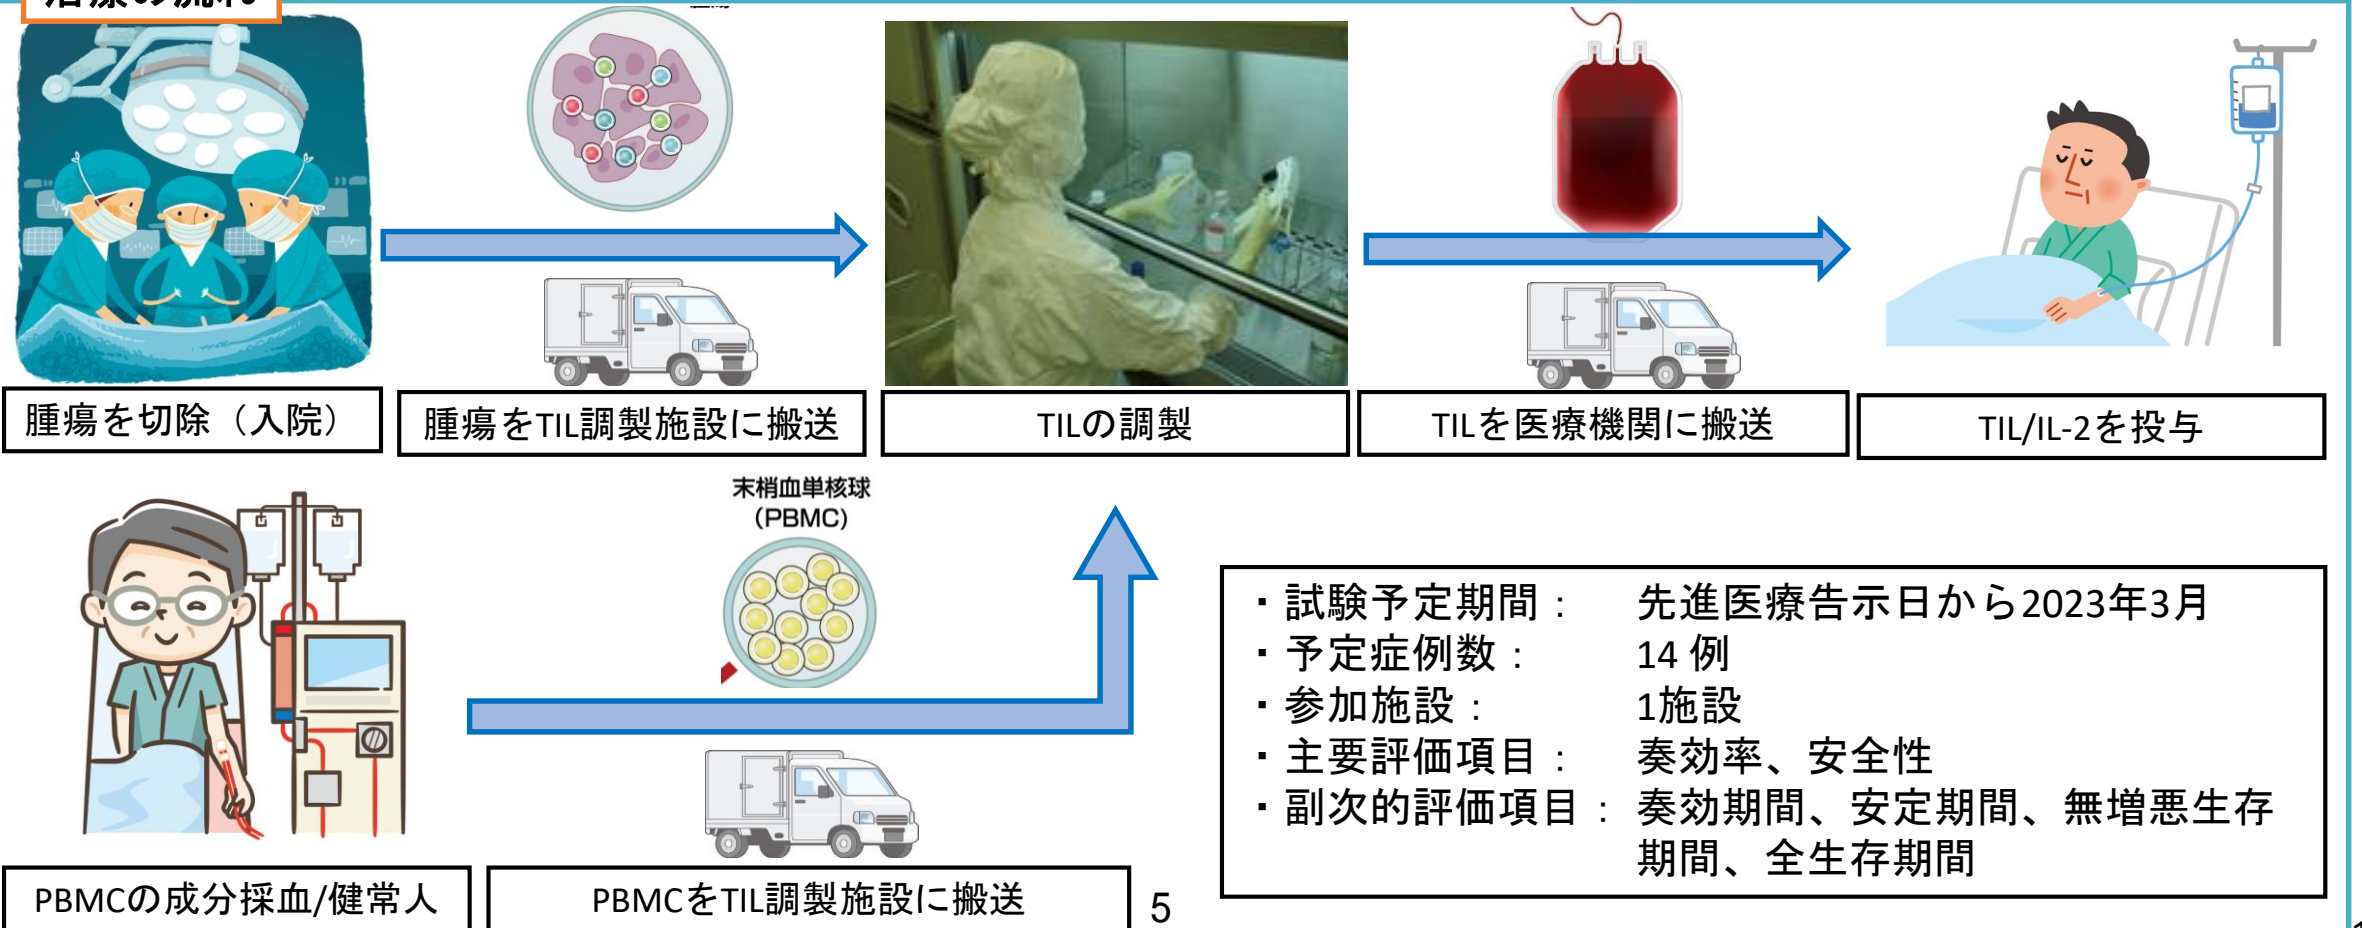 治療の流れ
腫瘍を切除（入院）
腫瘍をTIL調製施設に搬送
TILの調製
TILを医療機関に搬送
TIL/IL-2を投与
末梢血単核球
(PBMC)
PBMCの成分採血/健常人
PBMCをTIL調製施設に搬送
・試験予定期間： 先進医療告示日から2023年3月
・予定症例数： 14 例
・参加施設： 1施設
・主要評価項目： 奏効率、安全性
・副次的評価項目： 奏効期間、安定期間、無増悪生存
期間、全生存期間
5